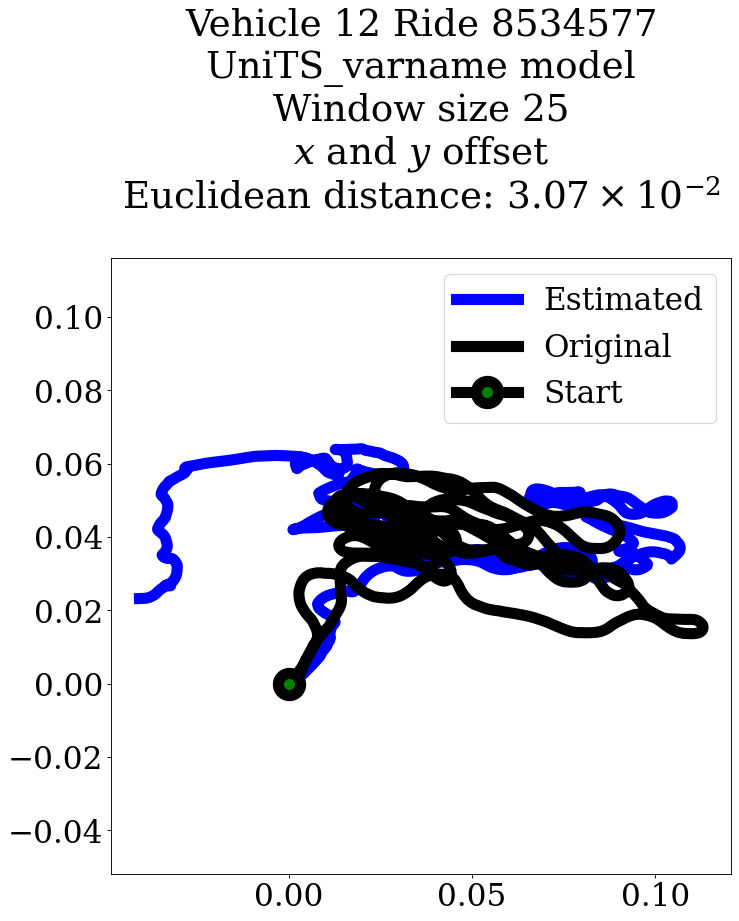 Vehicle 12 Ride 8534577
UniTS_varname model
Window size 25
x and y offset
Euclidean distance: 3.07 × 10⁻²
Estimated
Original
Start
0.10
0.08
0.06
0.04
0.02
0.00
−0.02
−0.04
0.00 0.05 0.10